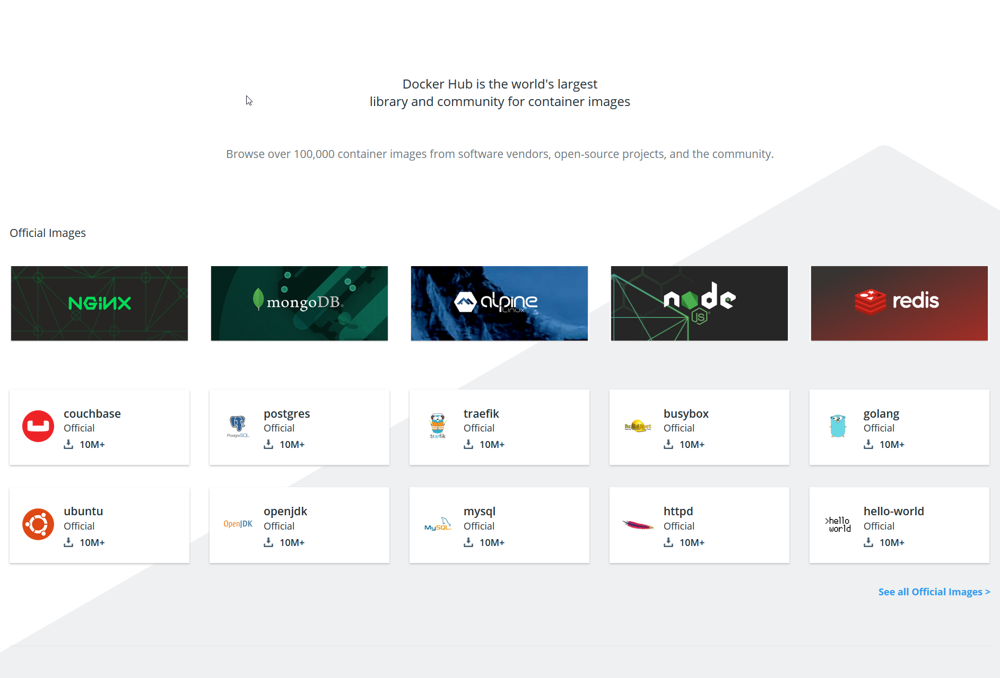 Docker Hub is the world's largest
library and community for container images
Browse over 100,000 container images from software vendors, open-source projects, and the community.
Official Images
NGINX
mongoDB®
alpine
Linux
node
JS®
redis
couchbase
Official
10M+
PostgreSQL
postgres
Official
10M+
træfik
traefik
Official
10M+
BuildRoot
busybox
Official
10M+
golang
Official
10M+
ubuntu
Official
10M+
OpenJDK
openjdk
Official
10M+
MySQL
mysql
Official
10M+
httpd
Official
10M+
>hello
world
hello-world
Official
10M+
See all Official Images >